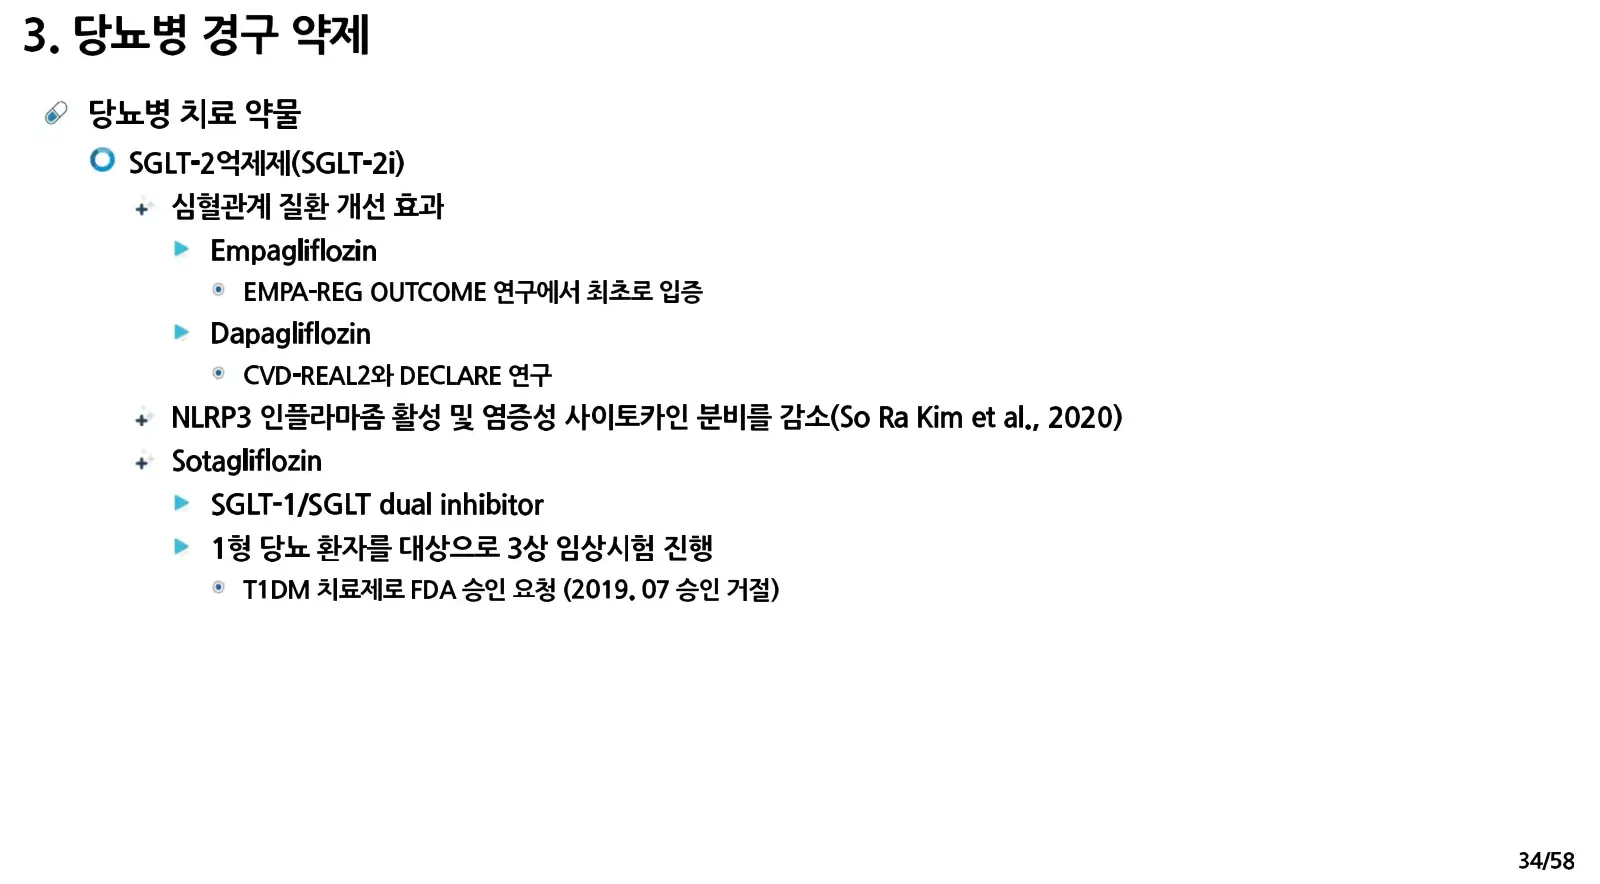 3. 당뇨병 경구 약제
당뇨병 치료 약물
SGLT-2억제제(SGLT-2i)
심혈관계 질환 개선 효과
Empagliflozin
EMPA-REG OUTCOME 연구에서 최초로 입증
Dapagliflozin
CVD-REAL2와 DECLARE 연구
NLRP3 인플라마좀 활성 및 염증성 사이토카인 분비를 감소(So Ra Kim et al., 2020)
Sotagliflozin
SGLT-1/SGLT dual inhibitor
1형 당뇨 환자를 대상으로 3상 임상시험 진행
T1DM 치료제로 FDA 승인 요청 (2019. 07 승인 거절)
34/58